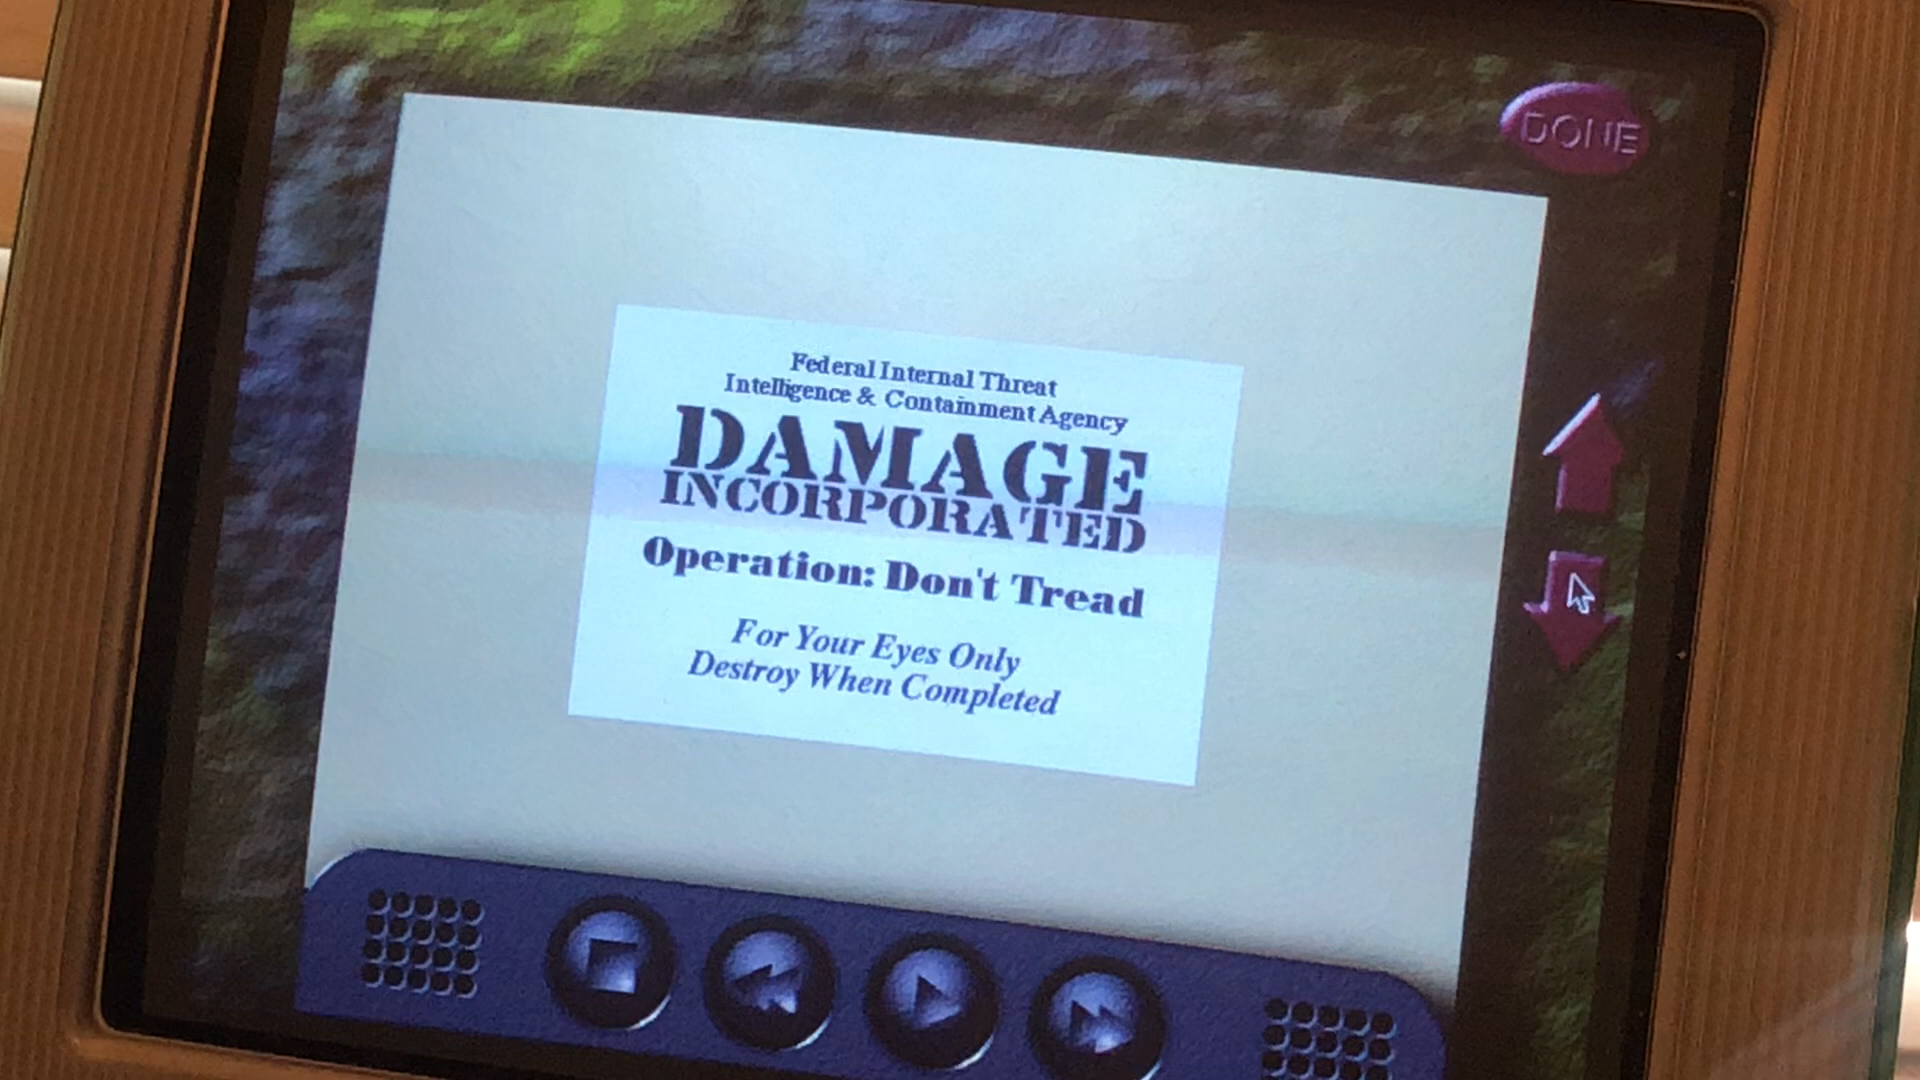 DONE
Federal Internal Threat
Intelligence & Containment Agency
DAMAGE
INCORPORATED
Operation: Don't Tread
For Your Eyes Only
Destroy When Completed